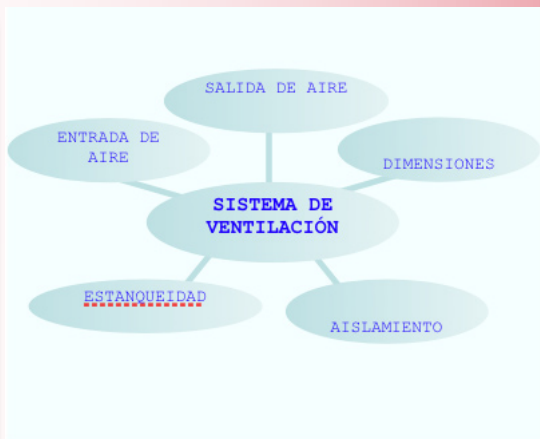 SALIDA DE AIRE
ENTRADA DE
AIRE
DIMENSIONES
SISTEMA DE
VENTILACIÓN
ESTANQUEIDAD
AISLAMIENTO